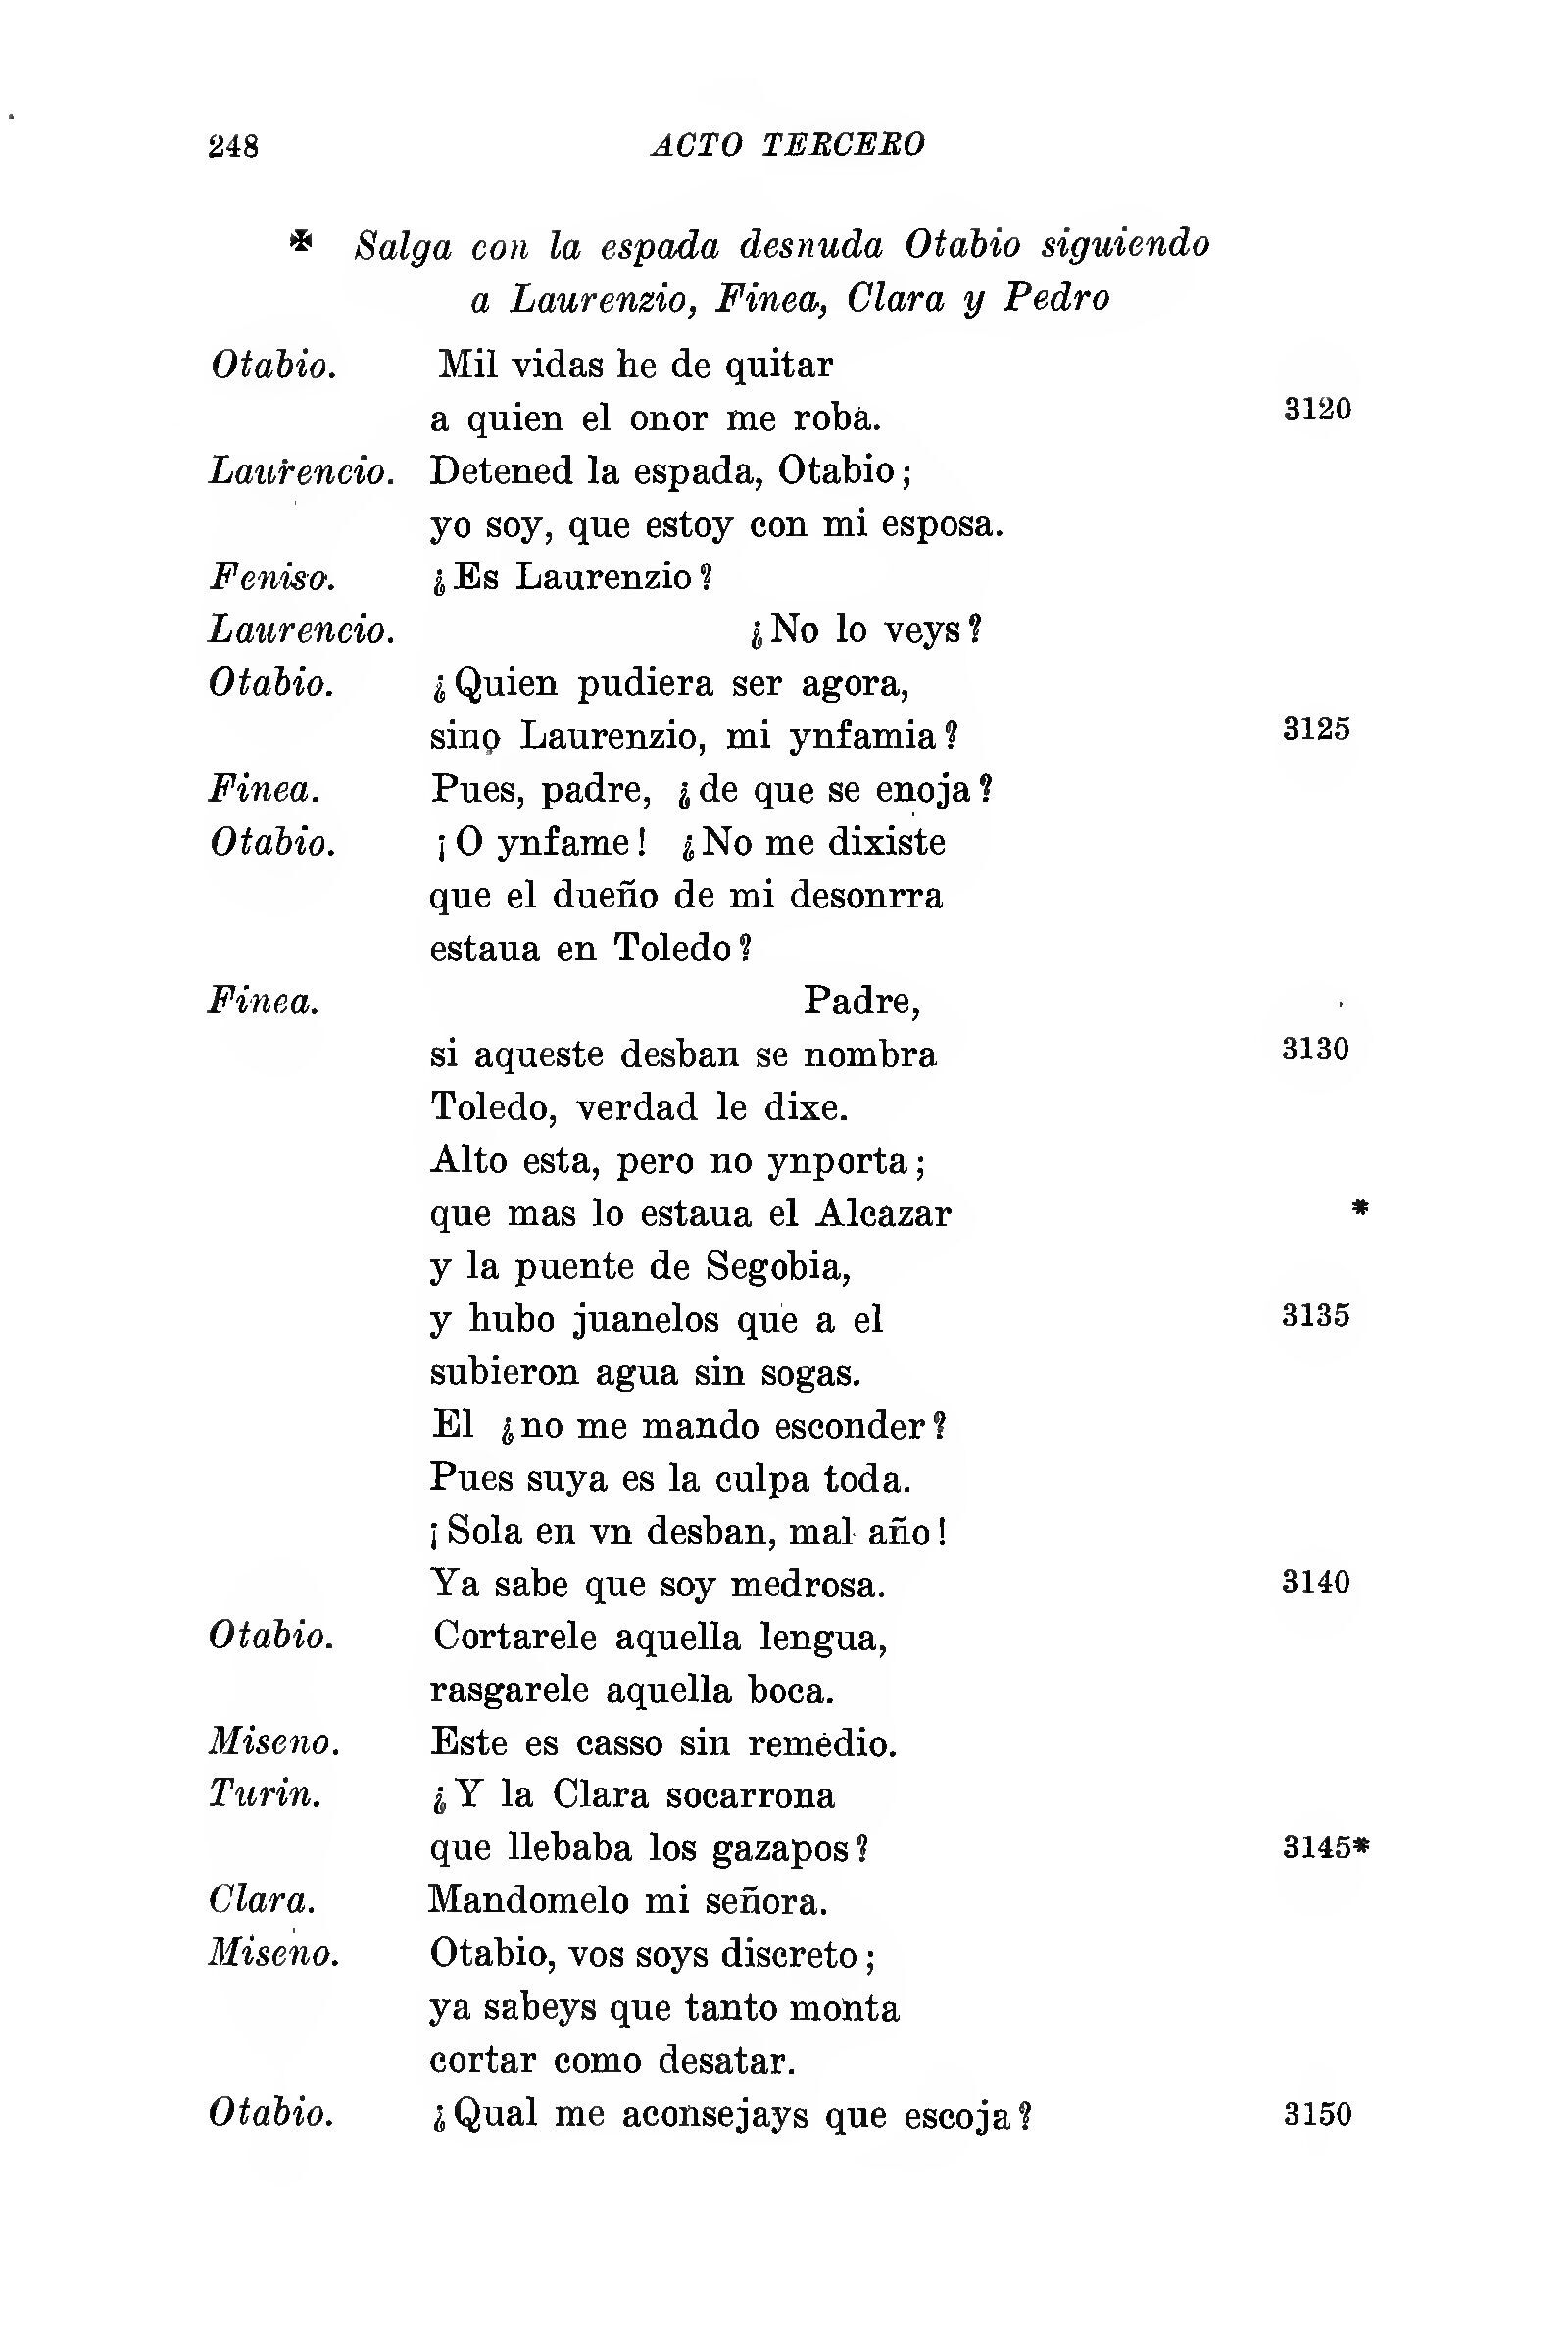 248 ACTO TERCERO
✠ Salga con la espada desnuda Otabio siguiendo
a Laurenzio, Finea, Clara y Pedro
Otabio. Mil vidas he de quitar
a quien el onor me roba. 3120
Laurencio. Detened la espada, Otabio;
yo soy, que estoy con mi esposa.
Feniso. ¿Es Laurenzio?
Laurencio. ¿No lo veys?
Otabio. ¿Quien pudiera ser agora,
sino Laurenzio, mi ynfamia? 3125
Finea. Pues, padre, ¿de que se enoja?
Otabio. ¡O ynfame! ¿No me dixiste
que el dueño de mi desonrra
estaua en Toledo?
Finea. Padre,
si aqueste desban se nombra 3130
Toledo, verdad le dixe.
Alto esta, pero no ynporta;
que mas lo estaua el Alcazar *
y la puente de Segobia,
y hubo juanelos que a el 3135
subieron agua sin sogas.
El ¿no me mando esconder?
Pues suya es la culpa toda.
¡Sola en vn desban, mal año!
Ya sabe que soy medrosa. 3140
Otabio. Cortarele aquella lengua,
rasgarele aquella boca.
Miseno. Este es casso sin remedio.
Turin. ¿Y la Clara socarrona
que llebaba los gazapos? 3145*
Clara. Mandomelo mi señora.
Miseno. Otabio, vos soys discreto;
ya sabeys que tanto monta
cortar como desatar.
Otabio. ¿Qual me aconsejays que escoja? 3150